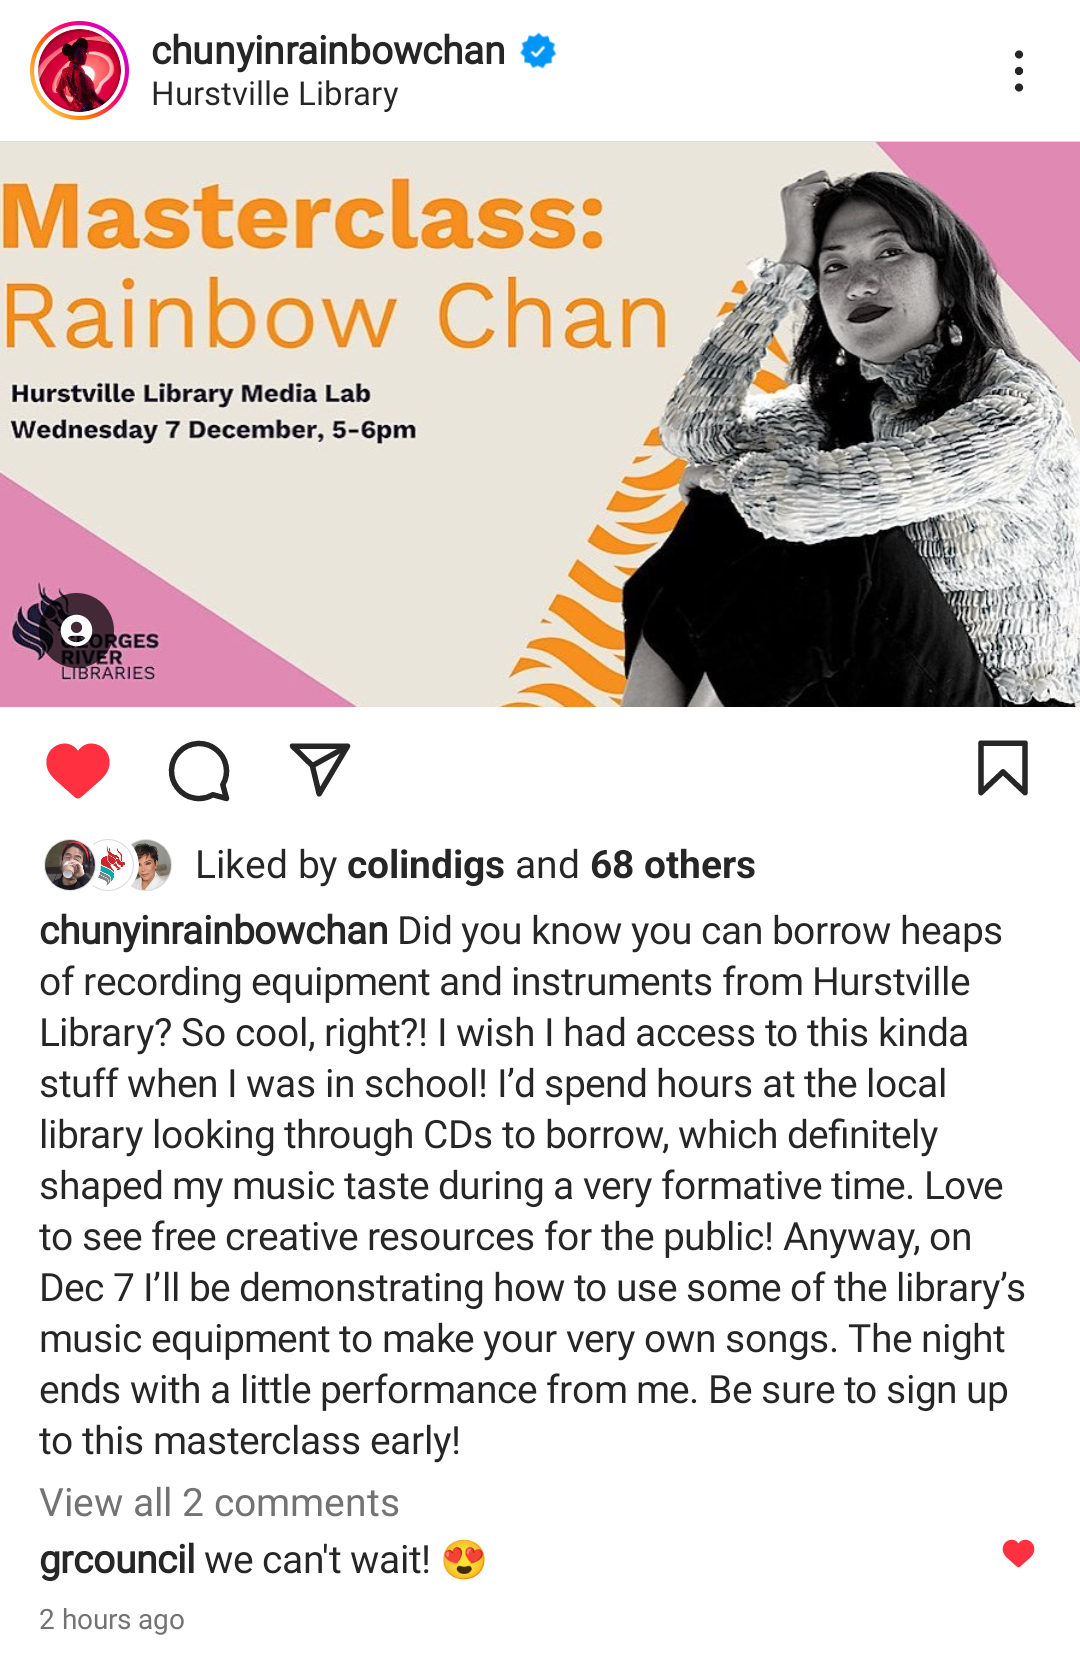 chunyinrainbowchan
Hurstville Library
Masterclass:
Rainbow Chan
Hurstville Library Media Lab
Wednesday 7 December, 5-6pm
GEORGES
RIVER
LIBRARIES
Liked by colindigs and 68 others
chunyinrainbowchan Did you know you can borrow heaps
of recording equipment and instruments from Hurstville
Library? So cool, right?! I wish I had access to this kinda
stuff when I was in school! I’d spend hours at the local
library looking through CDs to borrow, which definitely
shaped my music taste during a very formative time. Love
to see free creative resources for the public! Anyway, on
Dec 7 I’ll be demonstrating how to use some of the library’s
music equipment to make your very own songs. The night
ends with a little performance from me. Be sure to sign up
to this masterclass early!
View all 2 comments
grcouncil we can't wait! 😍
2 hours ago